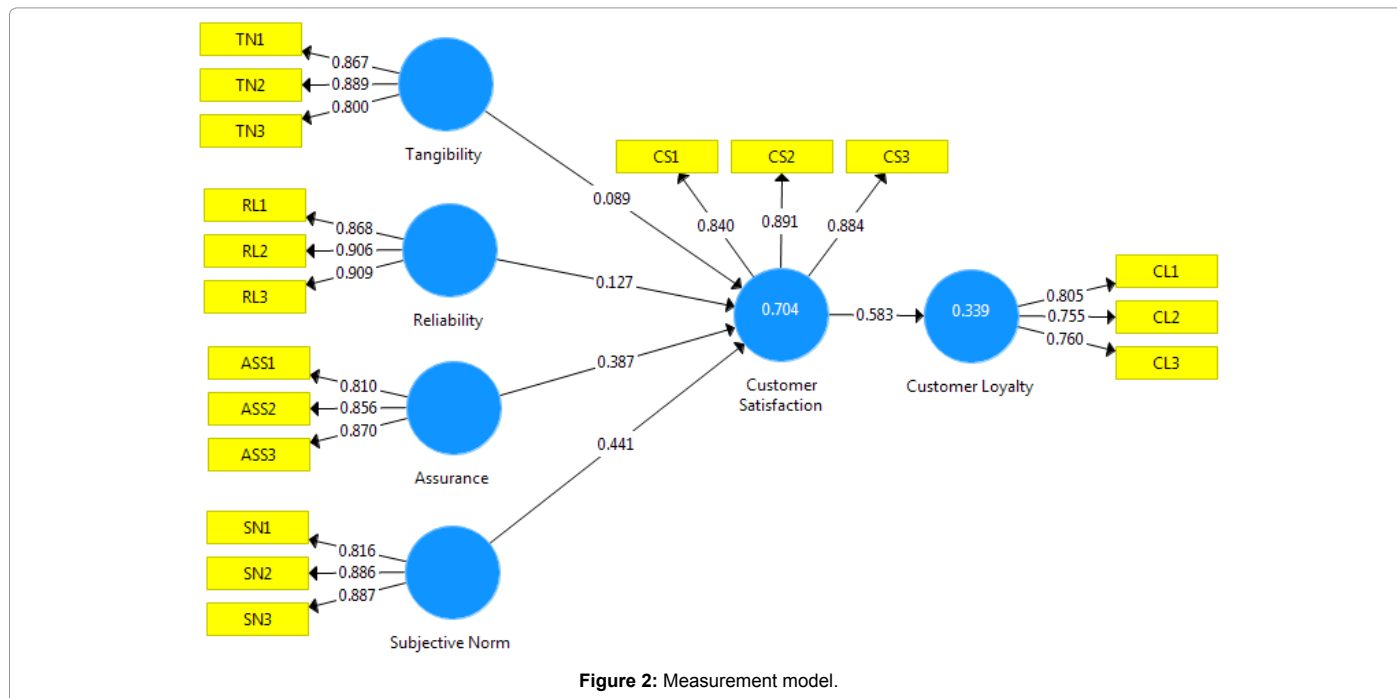 TN1
0.867
TN2
0.889
TN3
0.800
Tangibility
0.089
RL1
0.868
RL2
0.906
RL3
0.909
Reliability
0.127
ASS1
0.810
ASS2
0.856
ASS3
0.870
Assurance
0.387
SN1
0.816
SN2
0.886
SN3
0.887
Subjective Norm
0.441
CS1
CS2
CS3
0.840
0.891
0.884
0.704
Customer
Satisfaction
0.583
0.339
Customer Loyalty
CL1
0.805
CL2
0.755
CL3
0.760
Figure 2: Measurement model.